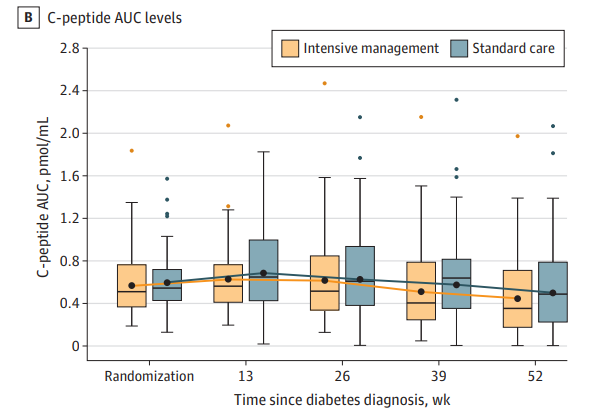 B C-peptide AUC levels
Intensive management Standard care
C-peptide AUC, pmol/mL
2.8
2.4
2.0
1.6
1.2
0.8
0.4
0
Randomization 13 26 39 52
Time since diabetes diagnosis, wk